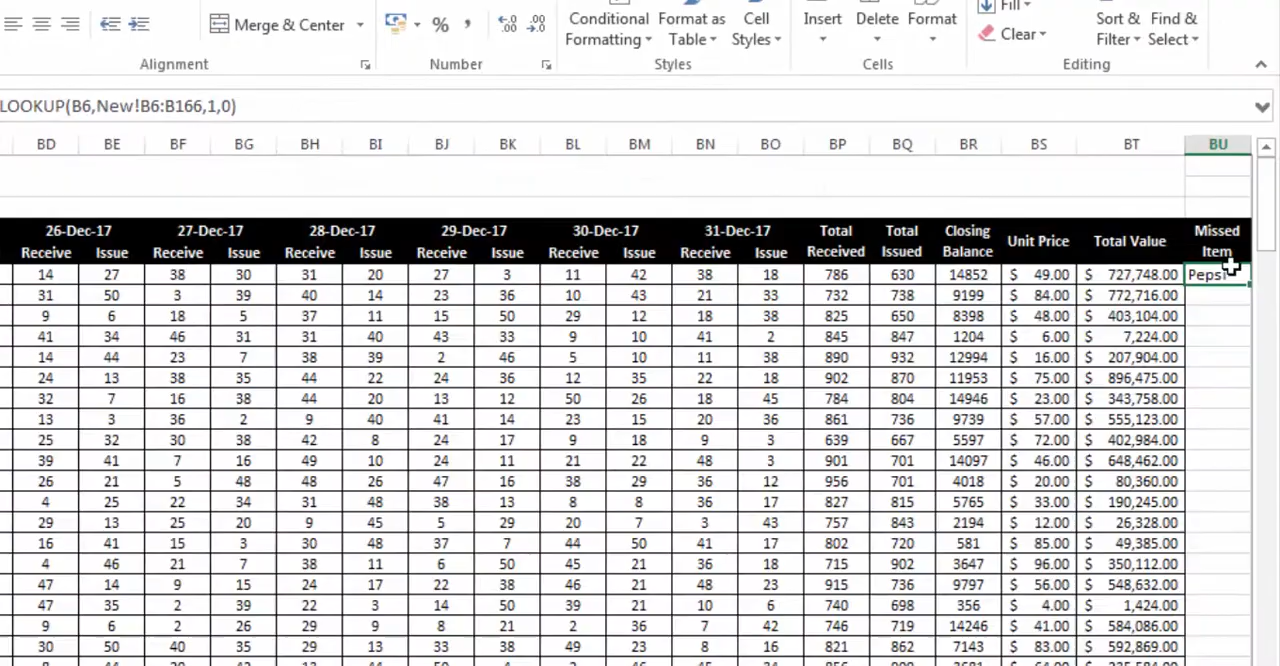 Merge & Center % Conditional Format as Cell Insert Delete Format Fill Sort & Find &
Formatting Table Styles Clear Filter Select
Alignment Number Styles Cells Editing
LOOKUP(B6,New!B6:B166,1,0)
BD BE BF BG BH BI BJ BK BL BM BN BO BP BQ BR BS BT BU
26-Dec-17 27-Dec-17 28-Dec-17 29-Dec-17 30-Dec-17 31-Dec-17 Total Total Closing Unit Price Total Value Missed
Receive Issue Receive Issue Receive Issue Receive Issue Receive Issue Receive Issue Received Issued Balance Item
14 27 38 30 31 20 27 3 11 42 38 18 786 630 14852 $ 49.00 $ 727,748.00 Pepsi
31 50 3 39 40 14 23 36 10 43 21 33 732 738 9199 $ 84.00 $ 772,716.00
9 6 18 5 37 11 15 50 29 12 18 38 825 650 8398 $ 48.00 $ 403,104.00
41 34 46 31 31 40 43 33 9 10 41 2 845 847 1204 $ 6.00 $ 7,224.00
14 44 23 7 38 39 2 46 5 10 11 38 890 932 12994 $ 16.00 $ 207,904.00
24 13 38 35 44 22 24 36 12 35 22 18 902 870 11953 $ 75.00 $ 896,475.00
32 7 16 38 44 20 13 12 50 26 18 45 784 804 14946 $ 23.00 $ 343,758.00
13 3 36 2 9 40 41 14 23 15 20 36 861 736 9739 $ 57.00 $ 555,123.00
25 32 30 38 42 8 24 17 9 18 9 3 639 667 5597 $ 72.00 $ 402,984.00
39 41 7 16 49 10 24 11 21 22 48 3 901 701 14097 $ 46.00 $ 648,462.00
26 21 5 48 48 26 47 16 38 29 36 12 956 701 4018 $ 20.00 $ 80,360.00
4 25 22 34 31 48 38 13 8 8 36 17 827 815 5765 $ 33.00 $ 190,245.00
29 13 25 20 9 45 5 29 20 7 3 43 757 843 2194 $ 12.00 $ 26,328.00
16 41 15 3 30 48 37 7 44 50 41 17 802 720 581 $ 85.00 $ 49,385.00
4 46 21 7 38 11 6 50 45 21 36 18 715 902 3647 $ 96.00 $ 350,112.00
47 14 9 15 24 17 22 38 46 21 48 23 915 736 9797 $ 56.00 $ 548,632.00
47 35 2 39 22 3 14 50 39 21 10 6 740 698 356 $ 4.00 $ 1,424.00
9 6 2 26 29 9 8 21 2 36 7 42 746 719 14246 $ 41.00 $ 584,086.00
30 50 40 35 29 13 33 38 49 23 8 16 821 862 7143 $ 83.00 $ 592,869.00